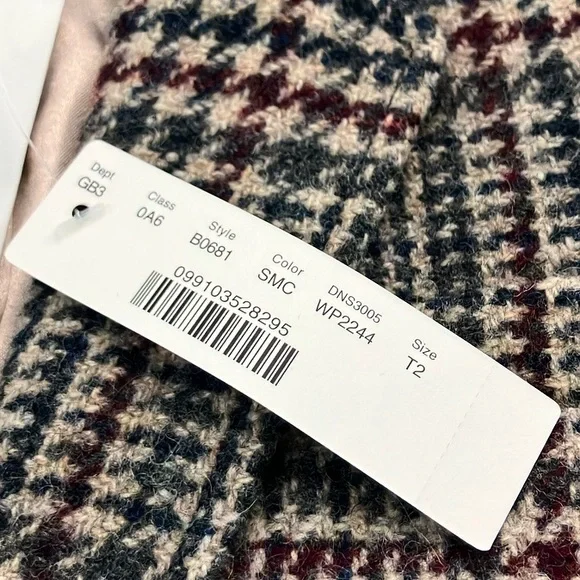 Dept Class Style Color DNS3005 Size
GB3 0A6 B0681 SMC WP2244 T2
099103528295